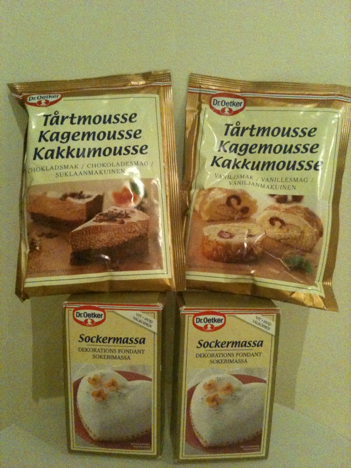 Dr.Oetker
Tårtmousse
Kagemousse
Kakkumousse
CHOKLADSMAK / CHOKOLADESMAG /
SUKLAANMAKUINEN
Dr.Oetker
Tårtmousse
Kagemousse
Kakkumousse
VANILJSMAK / VANILLESMAG /
VANILJANMAKUINEN
Dr.Oetker
Sockermassa
DEKORATIONS FONDANT
SOKERIMASSA
Dr.Oetker
Sockermassa
DEKORATIONS FONDANT
SOKERIMASSA